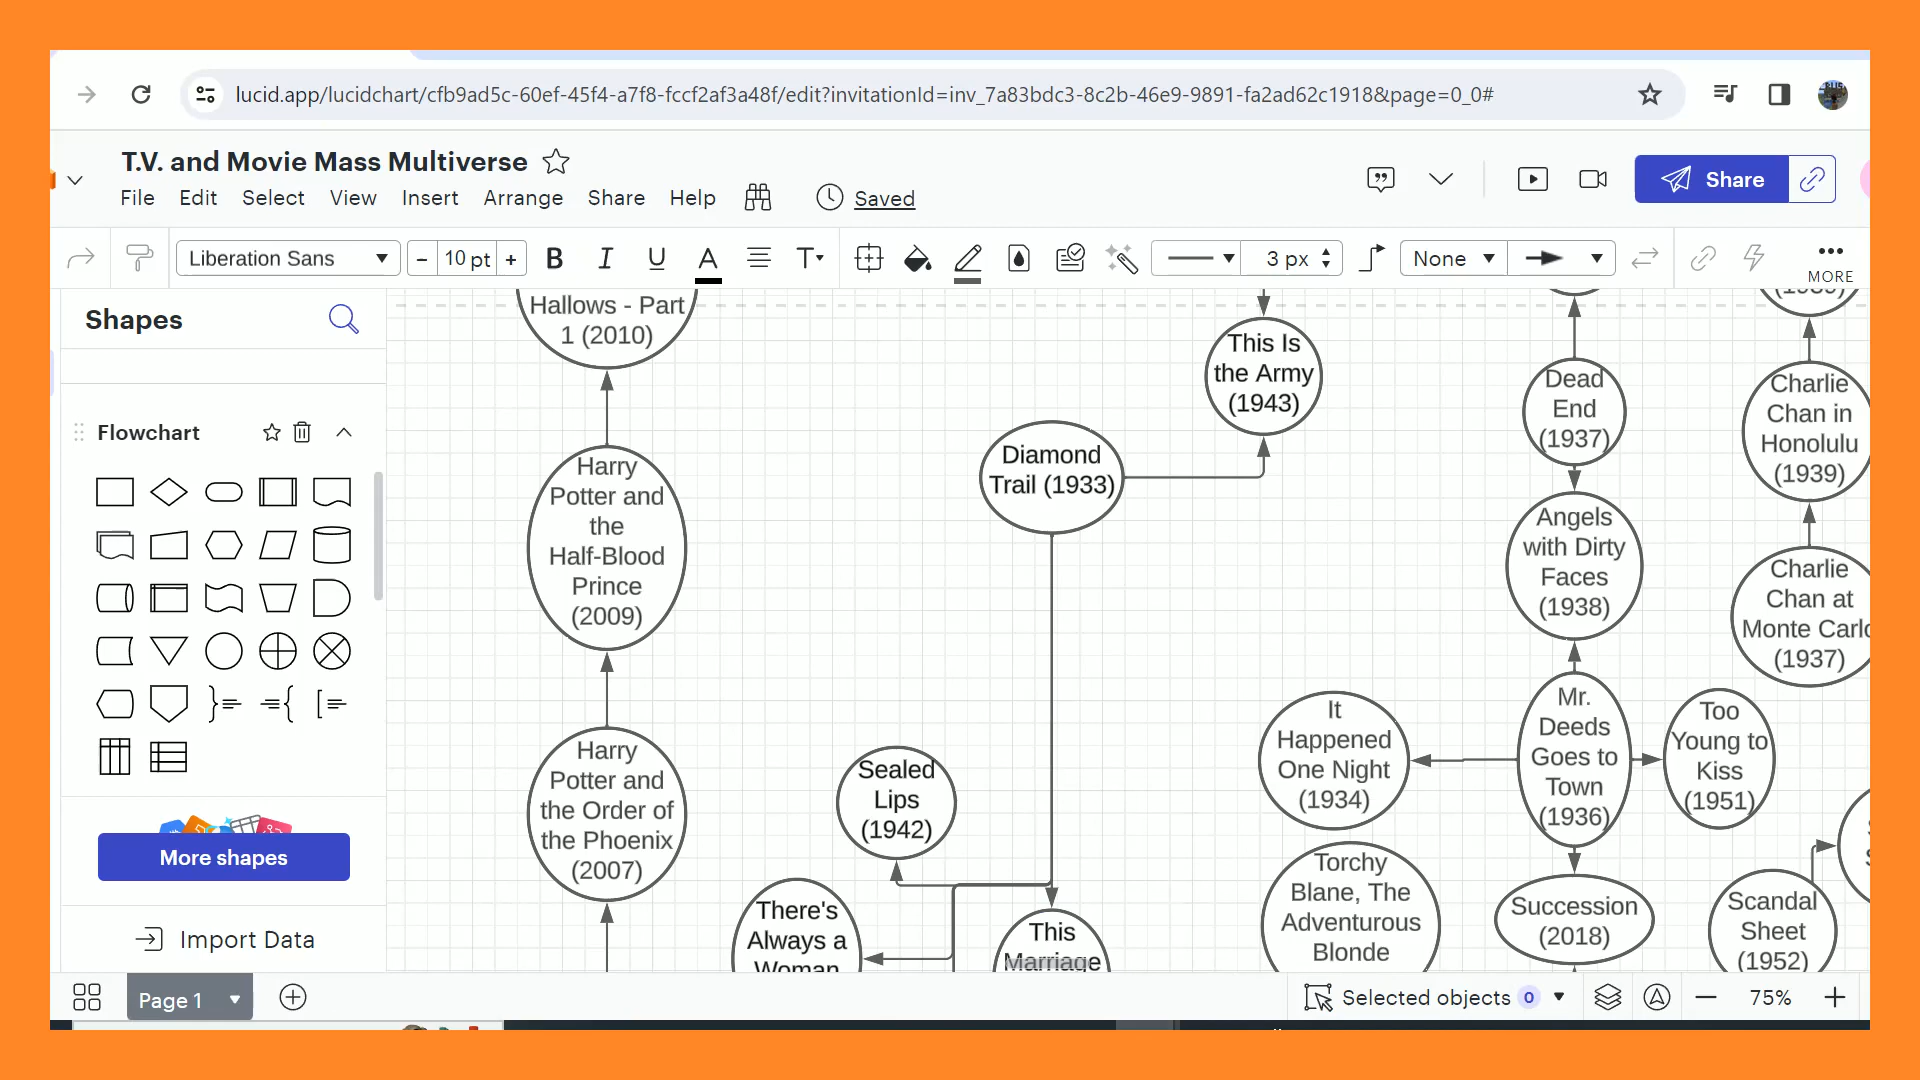 lucid.app/lucidchart/cfb9ad5c-60ef-45f4-a7f8-fccf2af3a48f/edit?invitationId=inv_7a83bdc3-8c2b-46e9-9891-fa2ad62c1918&page=0_0#
T.V. and Movie Mass Multiverse
File
Edit
Select
View
Insert
Arrange
Share
Help
Saved
Share
Liberation Sans
10 pt
3 px
None
MORE
Shapes
Flowchart
More shapes
Import Data
Hallows - Part
1 (2010)
Harry
Potter and
the
Half-Blood
Prince
(2009)
Harry
Potter and
the Order of
the Phoenix
(2007)
Sealed
Lips
(1942)
There's
Always a
Woman
Diamond
Trail (1933)
This
Marriage
This Is
the Army
(1943)
It
Happened
One Night
(1934)
Torchy
Blane, The
Adventurous
Blonde
Dead
End
(1937)
Angels
with Dirty
Faces
(1938)
Mr.
Deeds
Goes to
Town
(1936)
Succession
(2018)
Too
Young to
Kiss
(1951)
Scandal
Sheet
(1952)
Charlie
Chan in
Honolulu
(1939)
Charlie
Chan at
Monte Carlo
(1937)
Page 1
Selected objects
0
75%